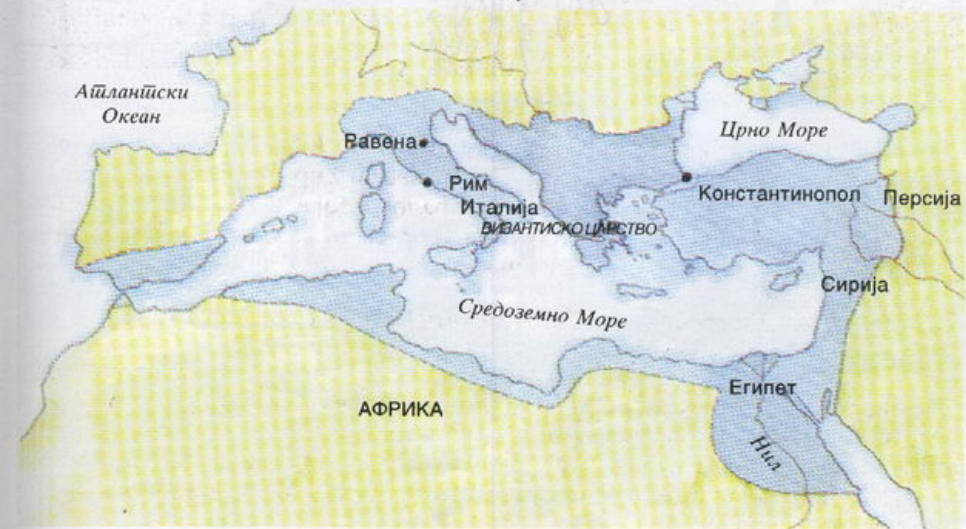 Атлантски
Океан
Равена
Рим
Италија
ВИЗАНТИСКО ЦАРСТВО
Црно Море
Константинопол
Персија
Сирија
Средоземно Море
Египет
АФРИКА
Нил